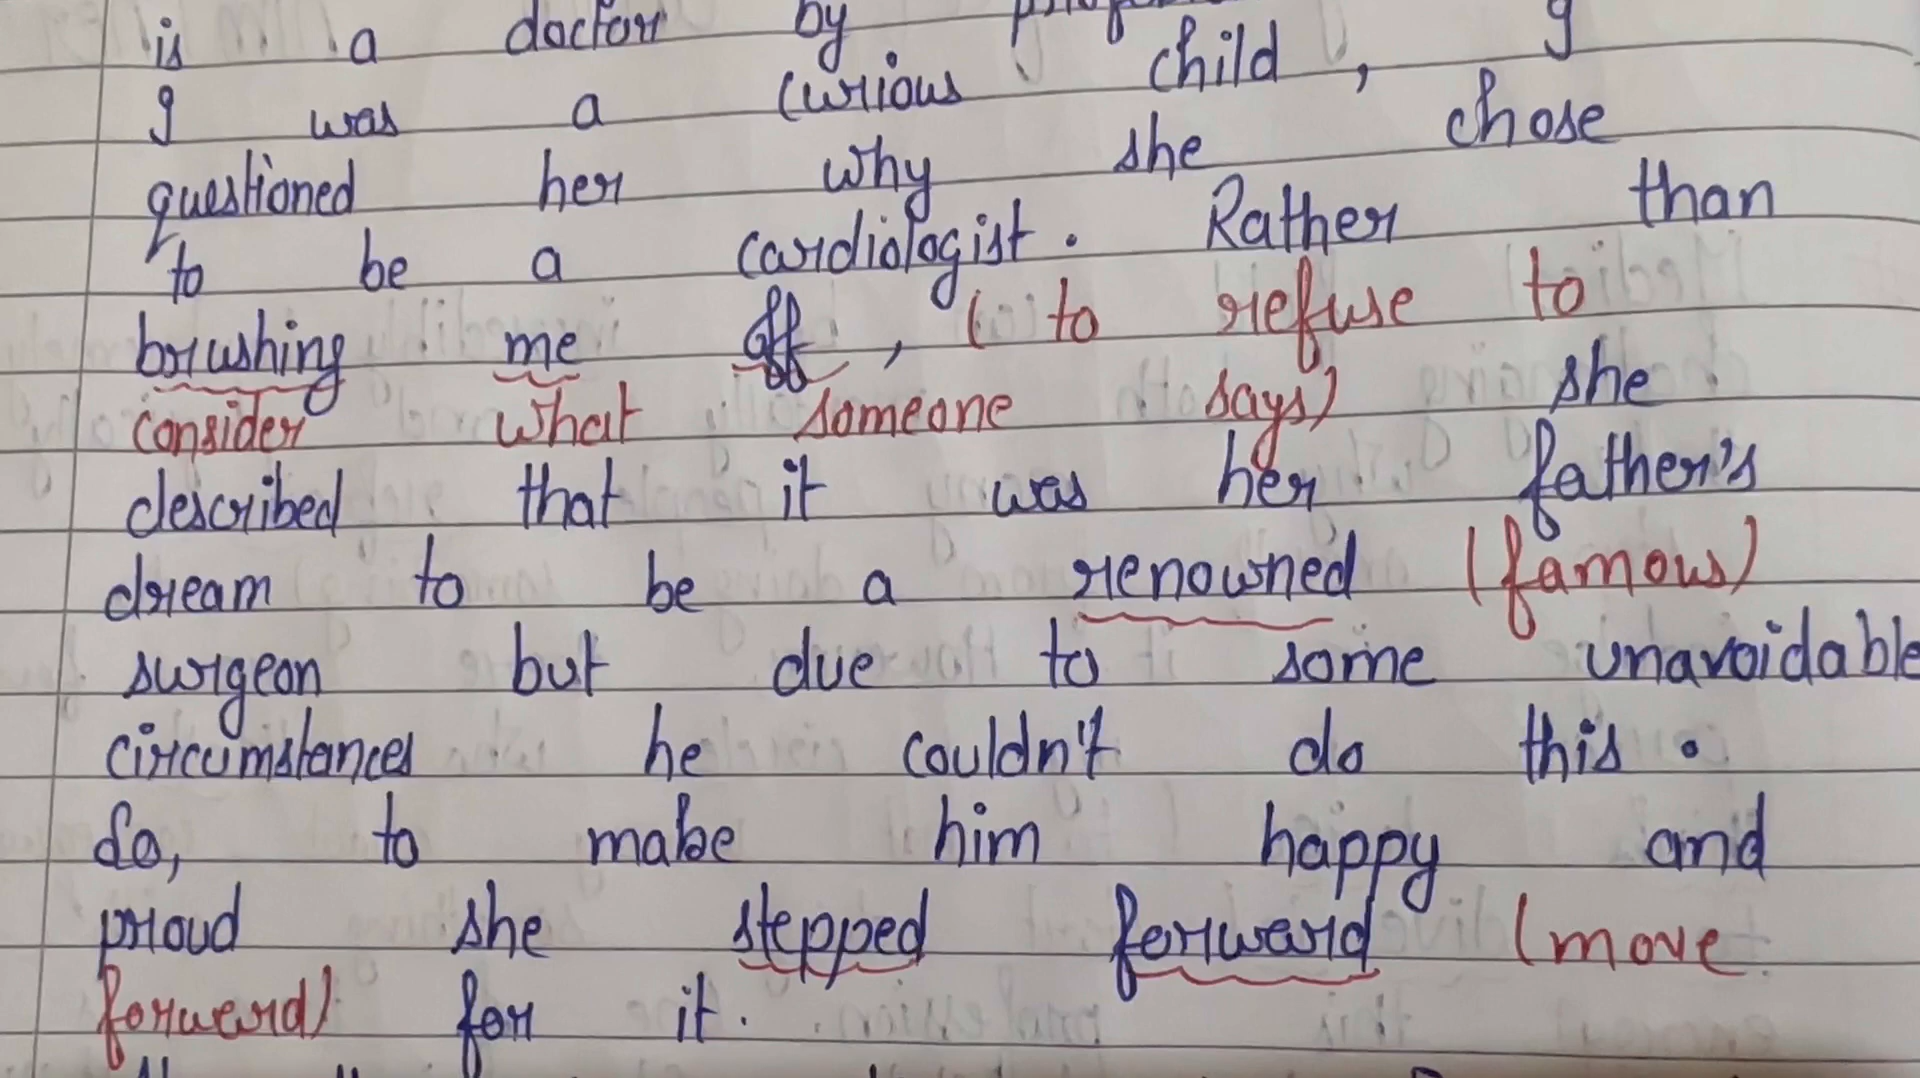 is a doctor by
I was a curious child, I
questioned her why she chose
to be a cardiologist. Rather than
brushing me off, (to refuse to
consider what someone says) she
described that it was her father's
dream to be a renowned (famous)
surgeon but due to some unavoidable
circumstances he couldn't do this.
So, to make him happy and
proud she stepped forward (move
forward) for it.